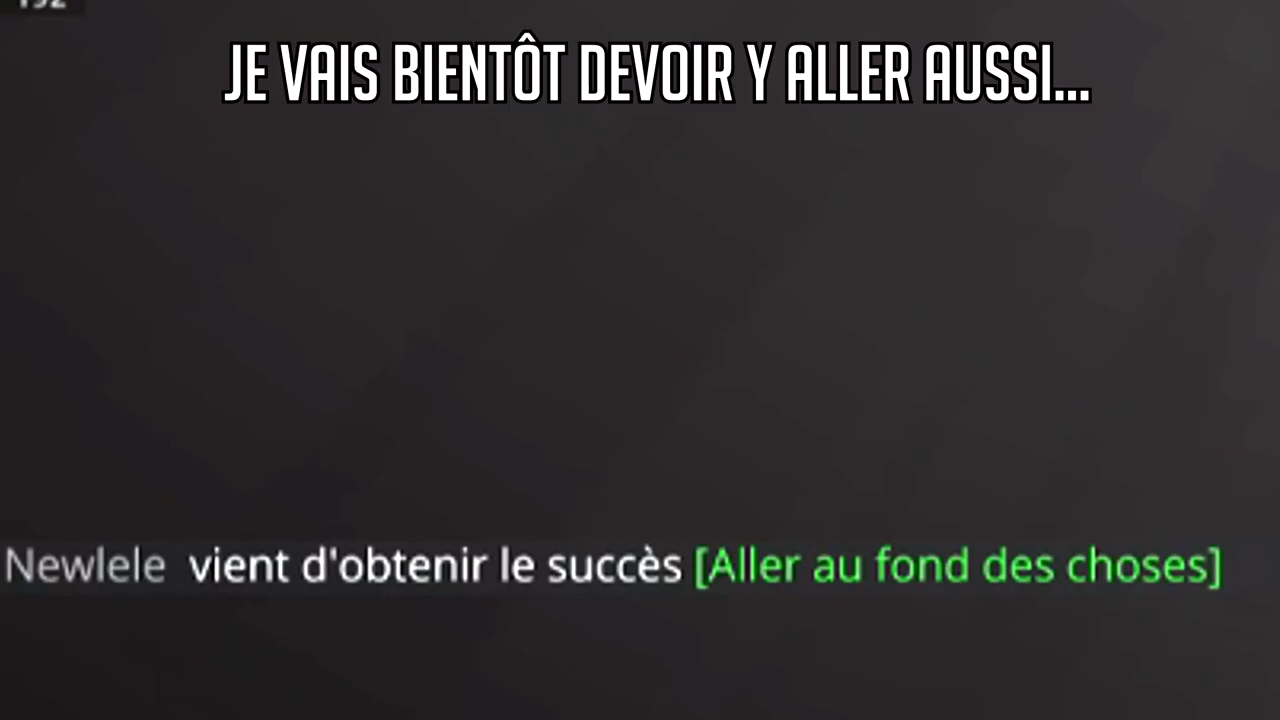 JE VAIS BIENTÔT DEVOIR Y ALLER AUSSI...
Newlele vient d'obtenir le succès [Aller au fond des choses]